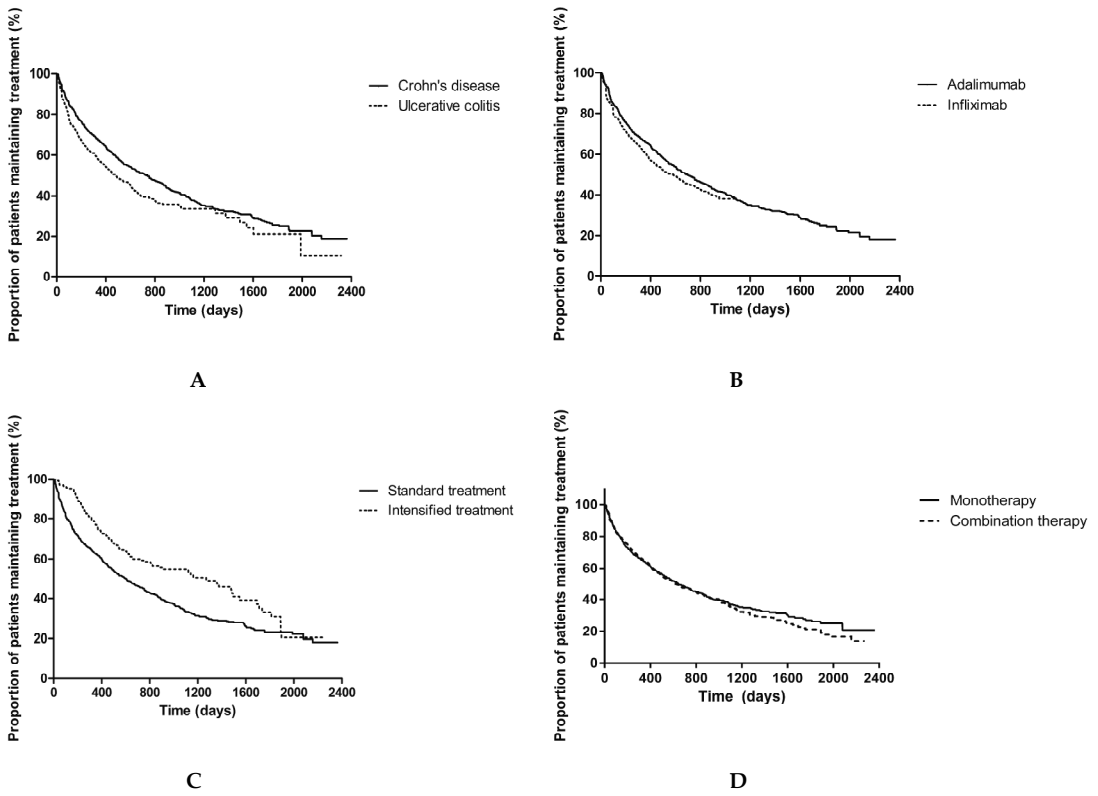 Proportion of patients maintaining treatment (%)
100
80
60
40
20
0
0 400 800 1200 1600 2000 2400
Time (days)
Crohn's disease
Ulcerative colitis
A
Proportion of patients maintaining treatment (%)
100
80
60
40
20
0
0 400 800 1200 1600 2000 2400
Time (days)
Adalimumab
Infliximab
B
Proportion of patients maintaining treatment (%)
100
80
60
40
20
0
0 400 800 1200 1600 2000 2400
Time (days)
Standard treatment
Intensified treatment
C
Proportion of patients maintaining treatment (%)
100
80
60
40
20
0
0 400 800 1200 1600 2000 2400
Time (days)
Monotherapy
Combination therapy
D